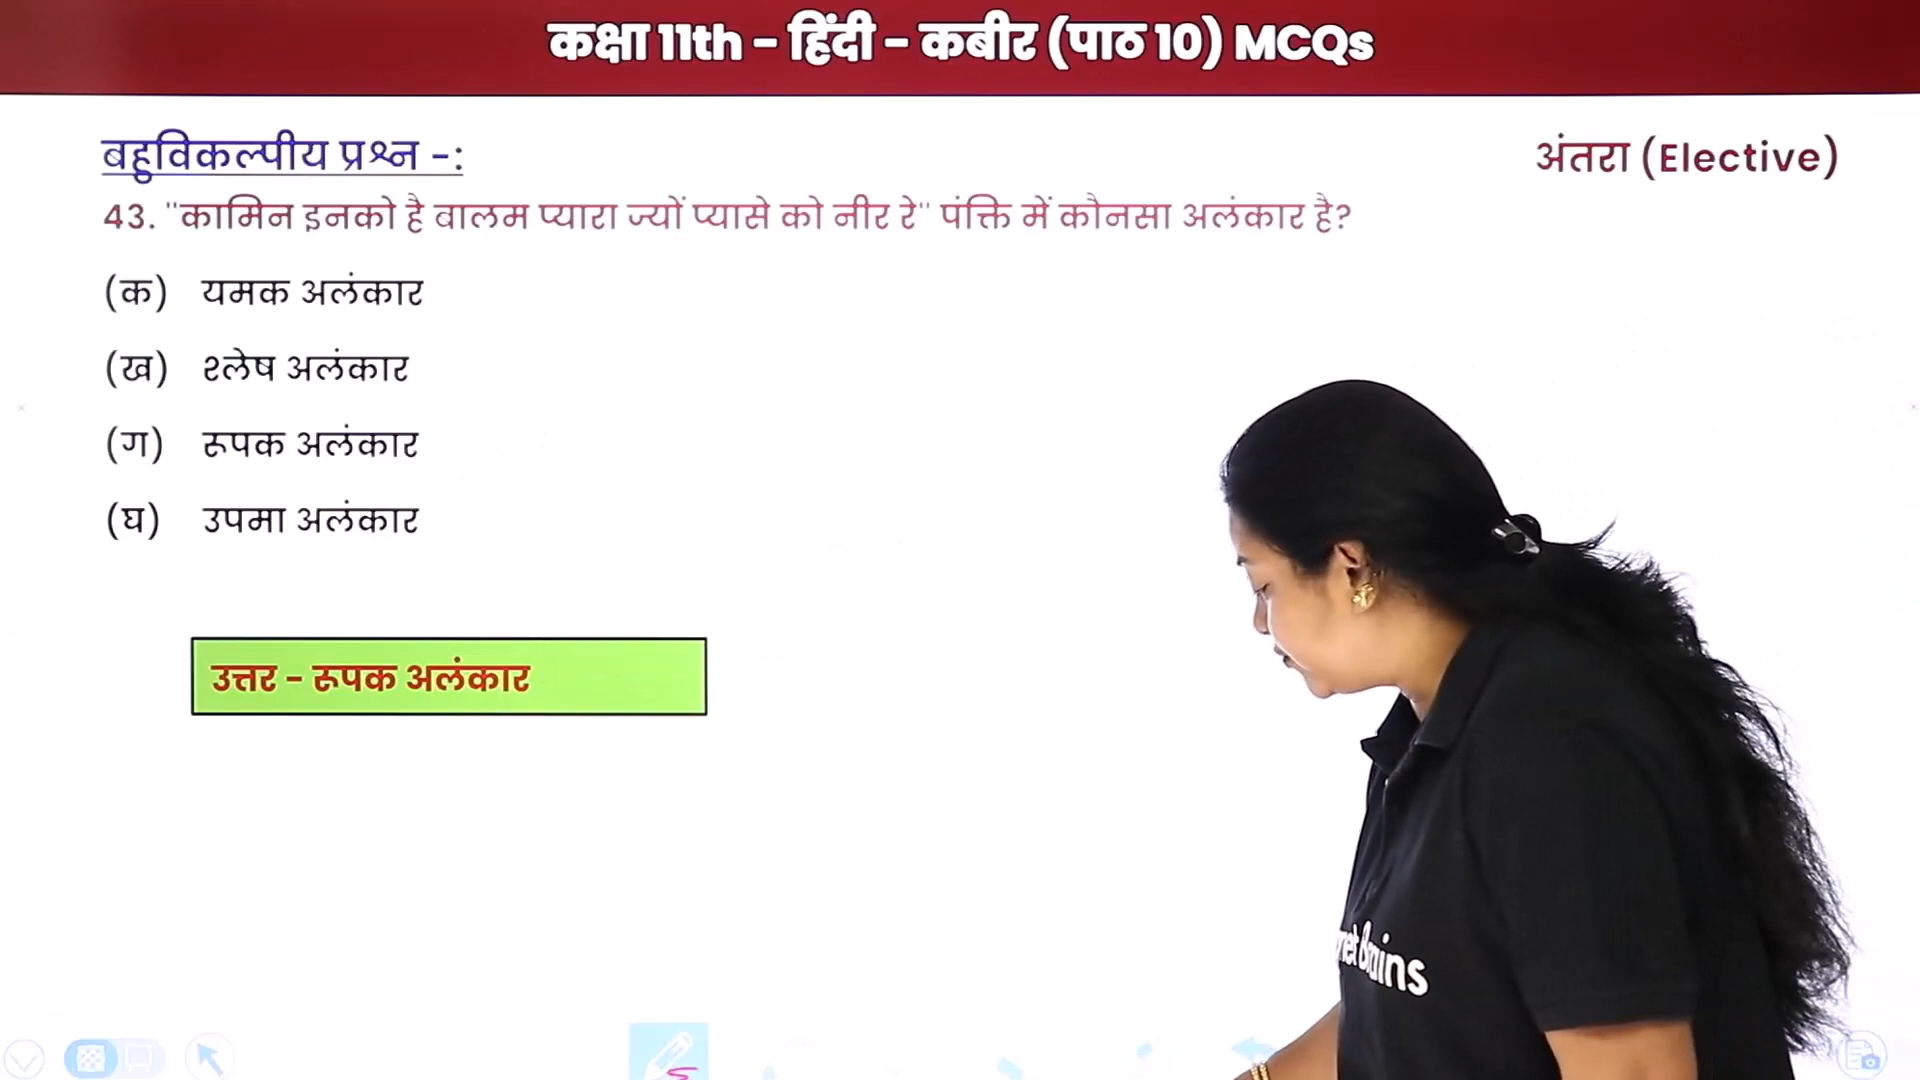 कक्षा 11th - हिंदी - कबीर (पाठ 10) MCQs
बहुविकल्पीय प्रश्न -:
अंतरा (Elective)
43. "कामिन इनको है बालम प्यारा ज्यों प्यासे को नीर रे" पंक्ति में कौनसा अलंकार है?
(क) यमक अलंकार
(ख) श्लेष अलंकार
(ग) रूपक अलंकार
(घ) उपमा अलंकार
उत्तर - रूपक अलंकार